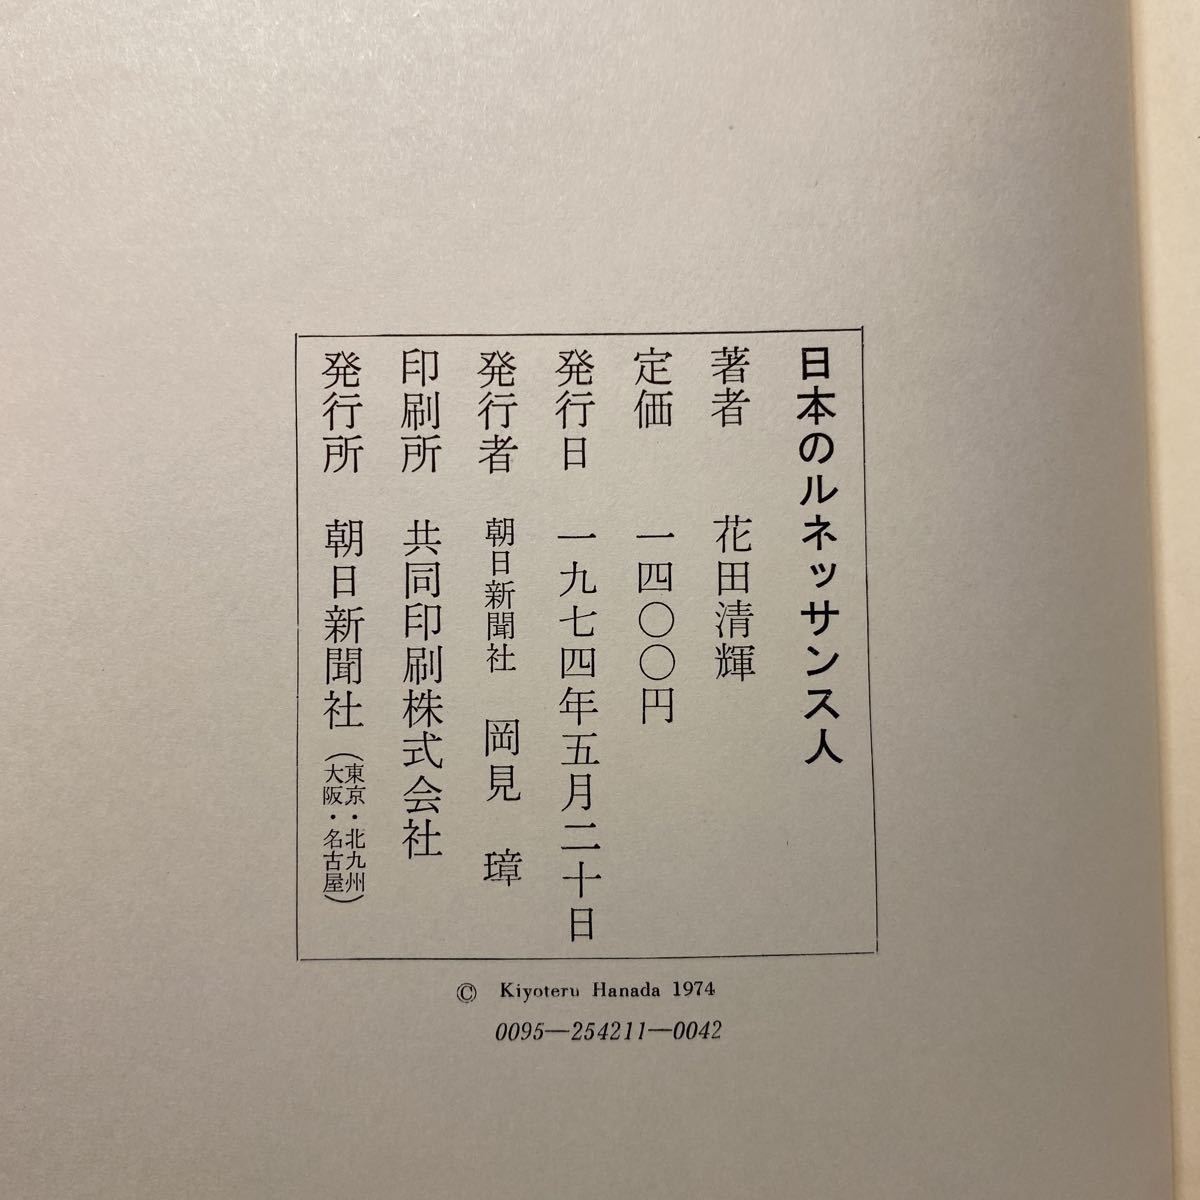 日本のルネッサンス人
著者　花田清輝
定価　一四〇〇円
発行日　一九七四年五月二十日
発行者　朝日新聞社　岡見　璋
印刷所　共同印刷株式会社
発行所　朝日新聞社（東京・北九州
大阪・名古屋）
© Kiyoteru Hanada 1974
0095—254211—0042